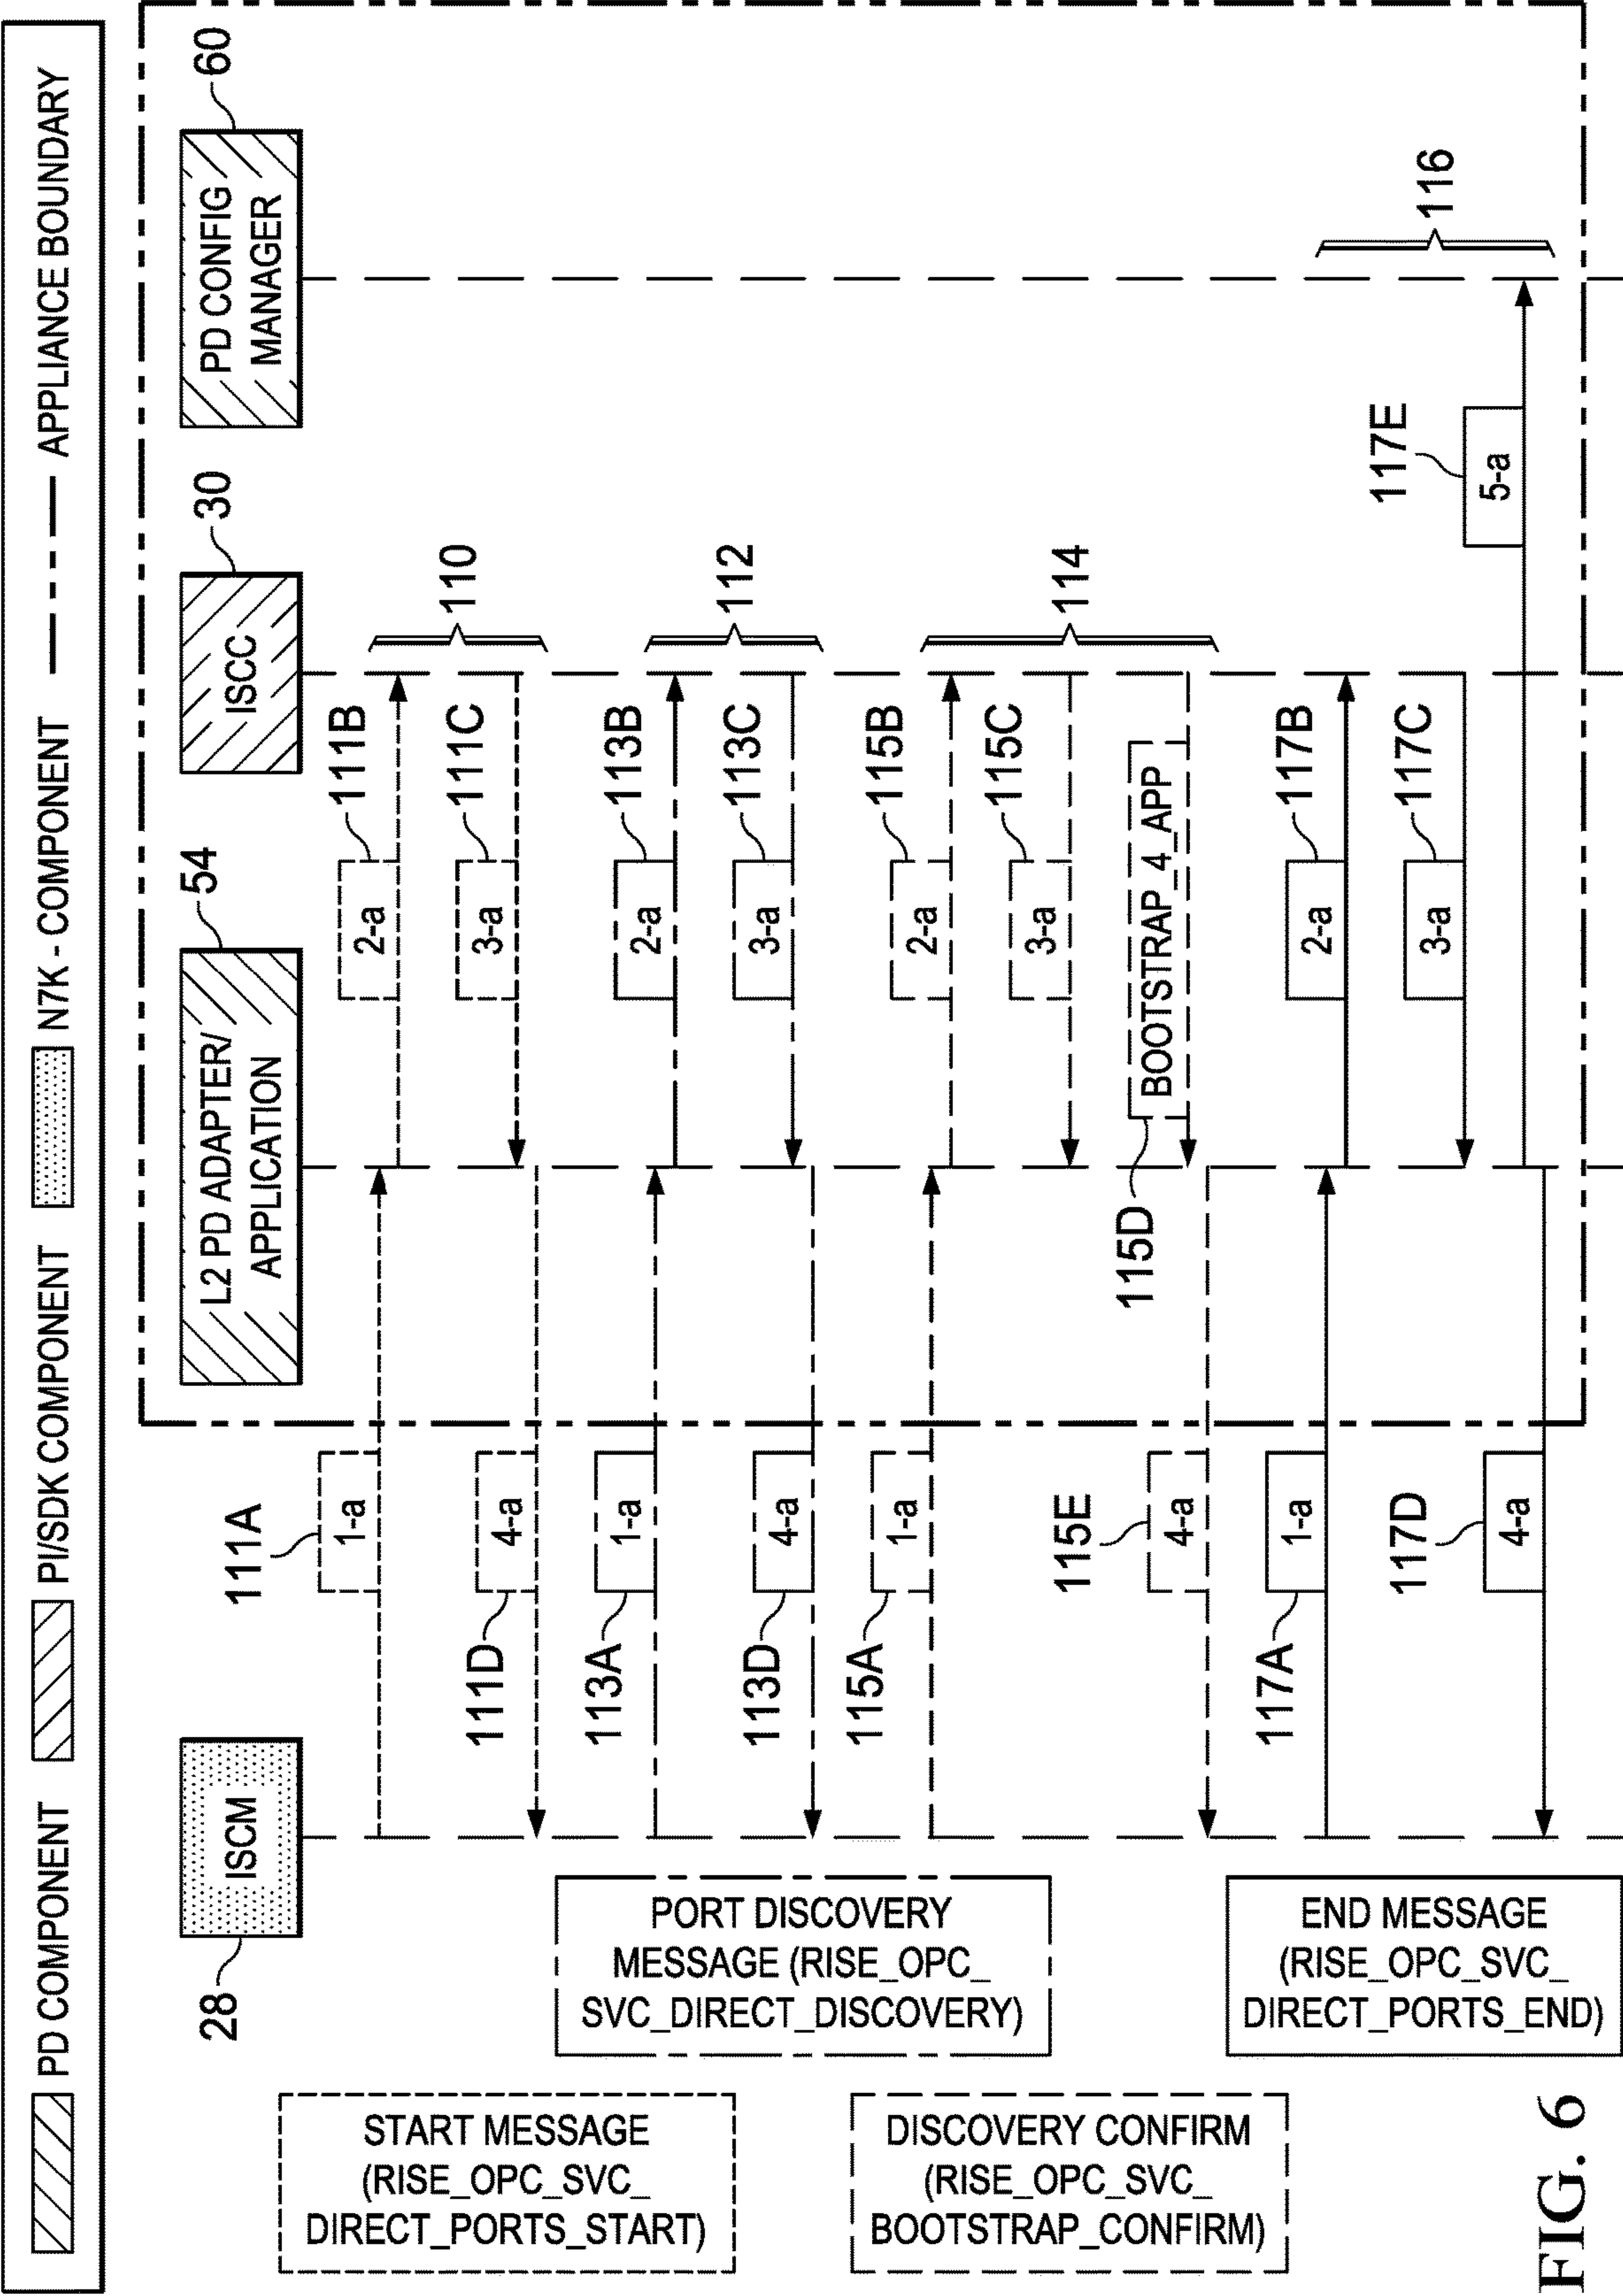 PD COMPONENT
PI/SDK COMPONENT
N7K - COMPONENT
APPLIANCE BOUNDARY
28
ISCM
54
L2 PD ADAPTER/
APPLICATION
30
ISCC
60
PD CONFIG
MANAGER
START MESSAGE
(RISE_OPC_SVC_
DIRECT_PORTS_START)
111A
1-a
111B
2-a
111C
3-a
111D
4-a
110
PORT DISCOVERY
MESSAGE (RISE_OPC_
SVC_DIRECT_DISCOVERY)
113A
1-a
113B
2-a
113C
3-a
113D
4-a
112
DISCOVERY CONFIRM
(RISE_OPC_SVC_
BOOTSTRAP_CONFIRM)
115A
1-a
115B
2-a
115C
3-a
115D
BOOTSTRAP_4_APP
115E
4-a
114
END MESSAGE
(RISE_OPC_SVC_
DIRECT_PORTS_END)
117A
1-a
117B
2-a
117C
3-a
117D
4-a
117E
5-a
116
FIG. 6